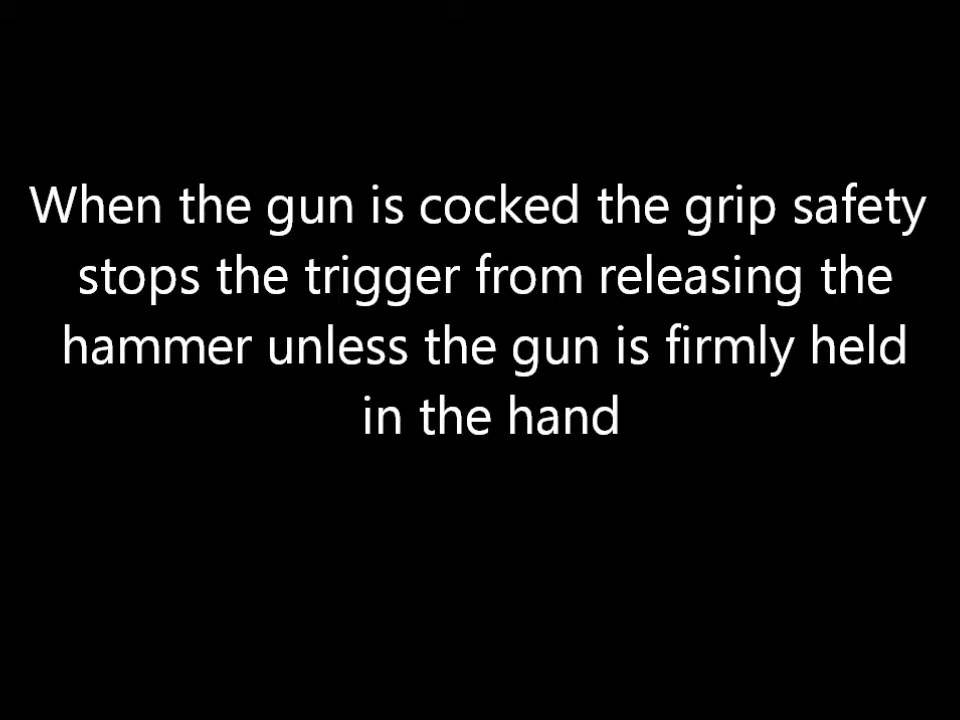 When the gun is cocked the grip safety
stops the trigger from releasing the
hammer unless the gun is firmly held
in the hand